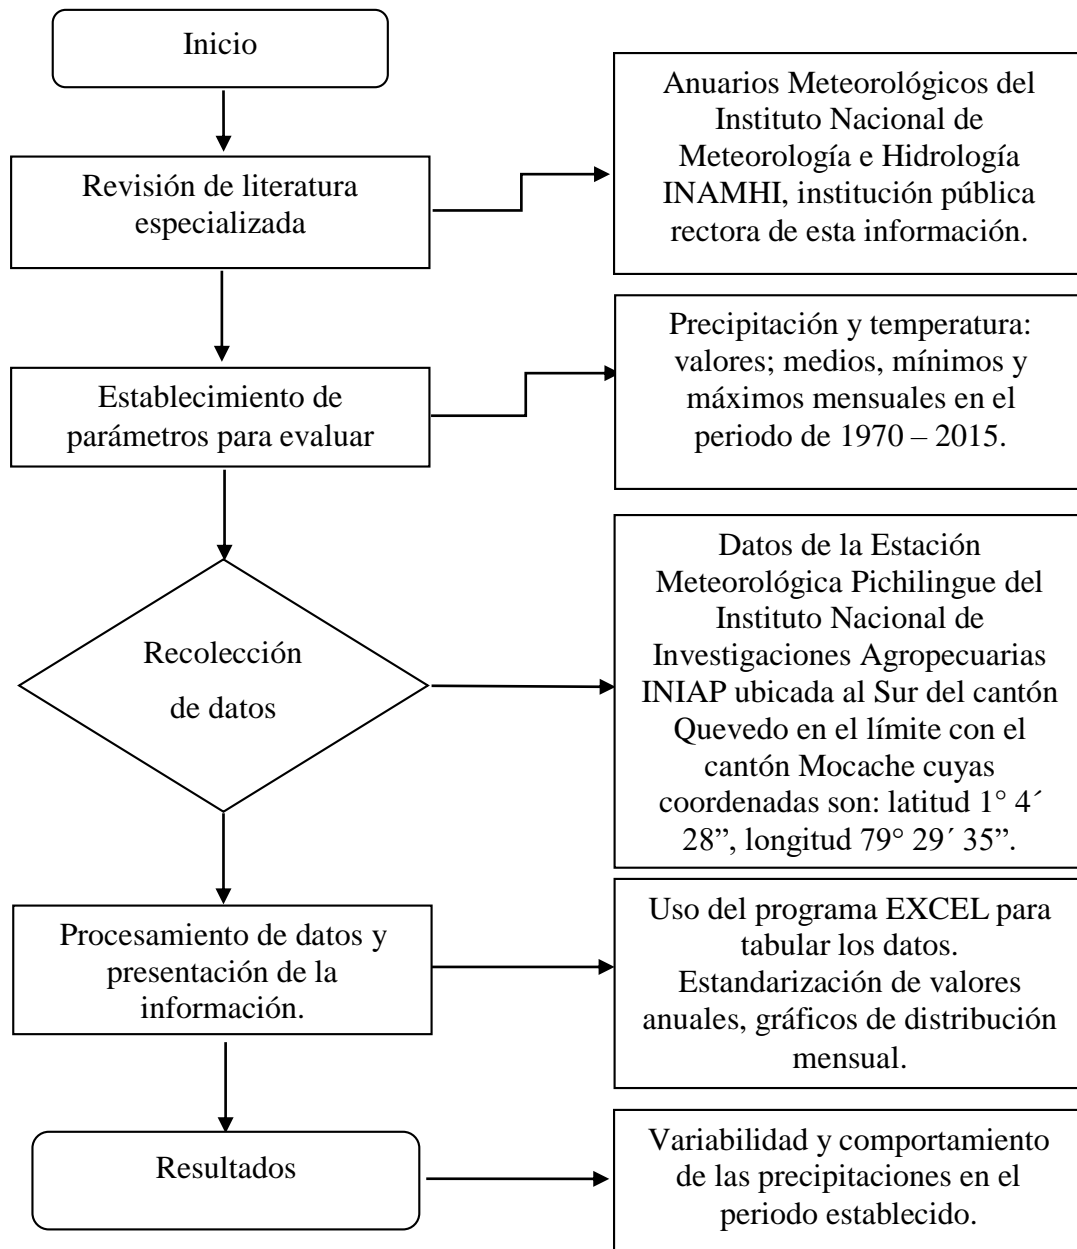 Inicio
Anuarios Meteorológicos del
Instituto Nacional de
Meteorología e Hidrología
INAMHI, institución pública
rectora de esta información.
Revisión de literatura
especializada
Precipitación y temperatura:
valores; medios, mínimos y
máximos mensuales en el
periodo de 1970 – 2015.
Establecimiento de
parámetros para evaluar
Datos de la Estación
Meteorológica Pichilingue del
Instituto Nacional de
Investigaciones Agropecuarias
INIAP ubicada al Sur del cantón
Quevedo en el límite con el
cantón Mocache cuyas
coordenadas son: latitud 1° 4´
28”, longitud 79° 29´ 35”.
Recolección
de datos
Procesamiento de datos y
presentación de la
información.
Uso del programa EXCEL para
tabular los datos.
Estandarización de valores
anuales, gráficos de distribución
mensual.
Resultados
Variabilidad y comportamiento
de las precipitaciones en el
periodo establecido.